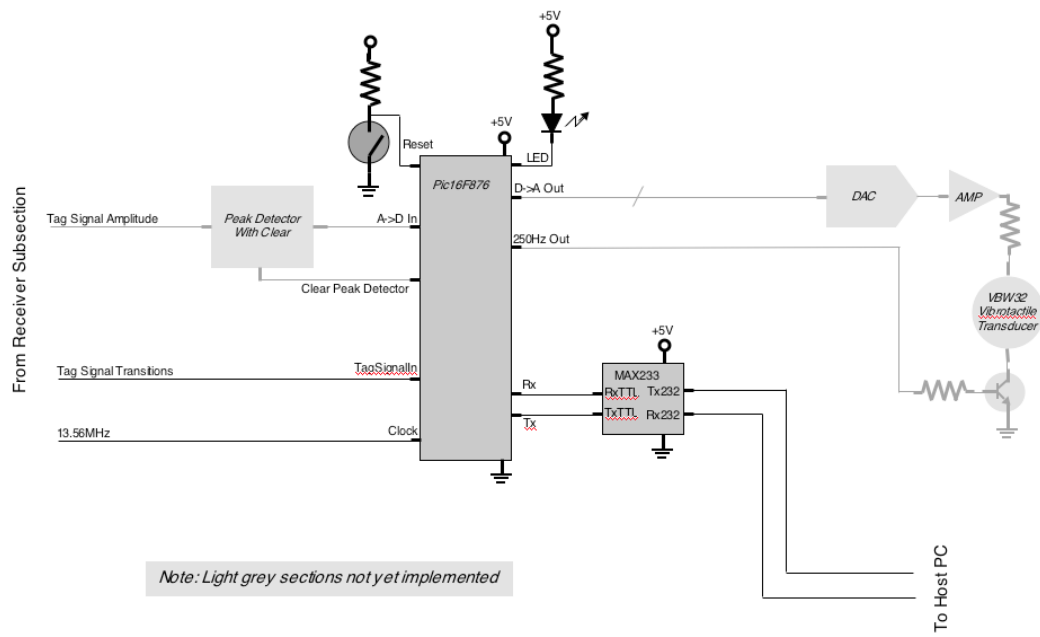 +5V
+5V
Reset
LED
Pic16F876
D->A Out
DAC
AMP
From Receiver Subsection
Tag Signal Amplitude
Peak Detector
With Clear
A->D In
250Hz Out
Clear Peak Detector
VBW32
Vibrotactile
Transducer
+5V
Tag Signal Transitions
TagSignalIn
MAX233
Rx
RxTTL
Tx232
TxTTL
Rx232
Tx
13.56MHz
Clock
Note: Light grey sections not yet implemented
To Host PC